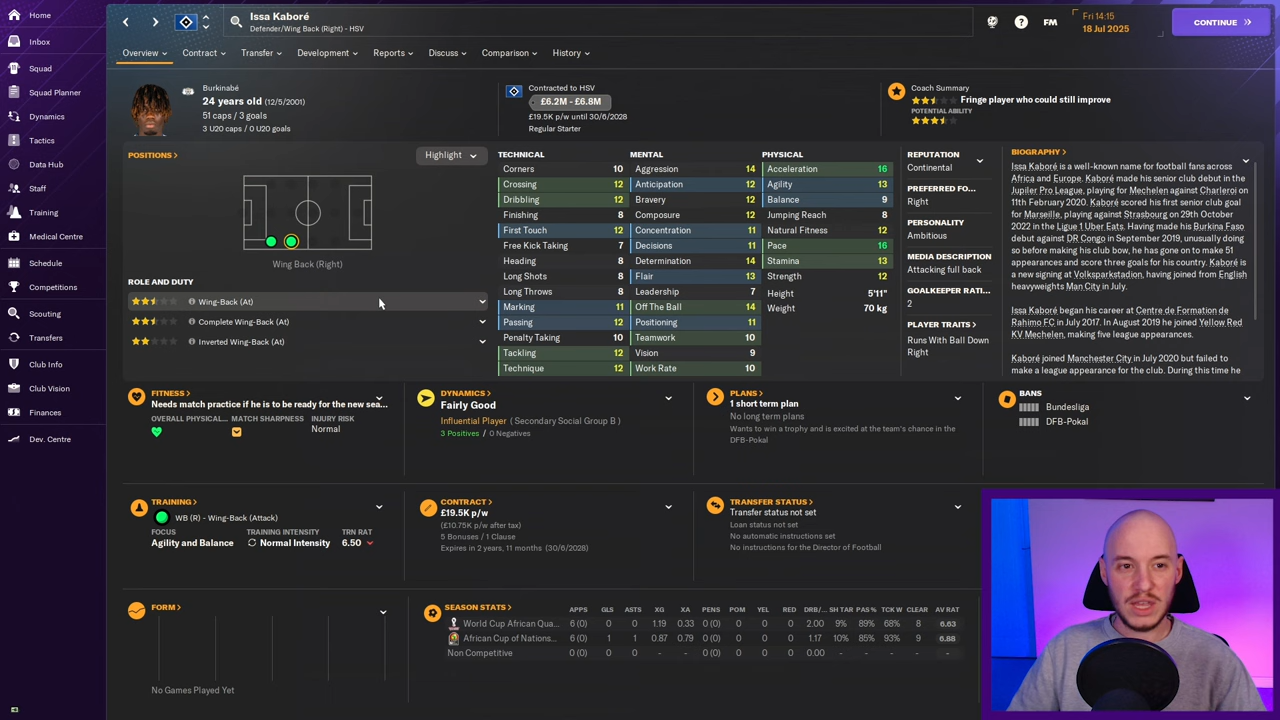 Home
Inbox
Squad
Squad Planner
Dynamics
Tactics
Data Hub
Staff
Training
Medical Centre
Schedule
Competitions
Scouting
Transfers
Club Info
Club Vision
Finances
Dev. Centre
Issa Kaboré
Defender/Wing Back (Right) - HSV
FM
Fri 14:15
18 Jul 2025
CONTINUE
Overview
Contract
Transfer
Development
Reports
Discuss
Comparison
History
Burkinabé
24 years old (12/5/2001)
51 caps / 3 goals
3 U20 caps / 0 U20 goals
Contracted to HSV
£6.2M - £6.8M
£19.5K p/w until 30/6/2028
Regular Starter
Coach Summary
Fringe player who could still improve
POTENTIAL ABILITY
POSITIONS >
Highlight
Wing Back (Right)
ROLE AND DUTY
Wing-Back (At)
Complete Wing-Back (At)
Inverted Wing-Back (At)
TECHNICAL
Corners 10
Crossing 12
Dribbling 12
Finishing 8
First Touch 12
Free Kick Taking 7
Heading 8
Long Shots 8
Long Throws 8
Marking 11
Passing 12
Penalty Taking 10
Tackling 12
Technique 12
MENTAL
Aggression 14
Anticipation 12
Bravery 12
Composure 12
Concentration 11
Decisions 11
Determination 14
Flair 13
Leadership 7
Off The Ball 14
Positioning 11
Teamwork 10
Vision 9
Work Rate 10
PHYSICAL
Acceleration 16
Agility 13
Balance 9
Jumping Reach 8
Natural Fitness 12
Pace 16
Stamina 13
Strength 12
Height 5'11"
Weight 70 kg
REPUTATION
Continental
PREFERRED FO...
Right
PERSONALITY
Ambitious
MEDIA DESCRIPTION
Attacking full back
GOALKEEPER RATI...
2
PLAYER TRAITS >
Runs With Ball Down
Right
BIOGRAPHY >
Issa Kaboré is a well-known name for football fans across
Africa and Europe. Kaboré made his senior club debut in the
Jupiler Pro League, playing for Mechelen against Charleroi on
11th February 2020. Kaboré scored his first senior club goal
for Marseille, playing against Strasbourg on 29th October
2022 in the Ligue 1 Uber Eats. Having made his Burkina Faso
debut against DR Congo in September 2019, unusually doing
so before making his club bow, he has gone on to make 51
appearances and score three goals for his country. Kaboré is
a new signing at Volksparkstadion, having joined from English
heavyweights Man City in July.
Issa Kaboré began his career at Centre de Formation de
Rahimo FC in July 2017. In August 2019 he joined Yellow Red
KV Mechelen, making five league appearances.
Kaboré joined Manchester City in July 2020 but failed to
make a league appearance for the club. During this time he
FITNESS >
Needs match practice if he is to be ready for the new sea...
OVERALL PHYSICAL... MATCH SHARPNESS INJURY RISK
Normal
DYNAMICS >
Fairly Good
Influential Player ( Secondary Social Group B )
3 Positives / 0 Negatives
PLANS >
1 short term plan
No long term plans
Wants to win a trophy and is excited at the team's chance in the
DFB-Pokal
BANS
Bundesliga
DFB-Pokal
TRAINING >
WB (R) - Wing-Back (Attack)
FOCUS TRAINING INTENSITY TRN RAT
Agility and Balance Normal Intensity 6.50
CONTRACT >
£19.5K p/w
(£10.75K p/w after tax)
5 Bonuses / 1 Clause
Expires in 2 years, 11 months (30/6/2028)
TRANSFER STATUS >
Transfer status not set
Loan status not set
No automatic instructions set
No instructions for the Director of Football
FORM >
No Games Played Yet
SEASON STATS > APPS GLS ASTS XG XA PENS POM YEL RED DRB/... SH TAR PAS % TCK W CLEAR AV RAT
World Cup African Qua... 6 (0) 0 0 1.19 0.33 0 (0) 0 0 0 2.00 9% 89% 68% 8 6.63
African Cup of Nations... 6 (0) 1 1 0.87 0.79 0 (0) 0 0 0 1.17 10% 85% 93% 9 6.88
Non Competitive 0 (0) 0 0 - - 0 (0) 0 0 0 0.00 - - - - -